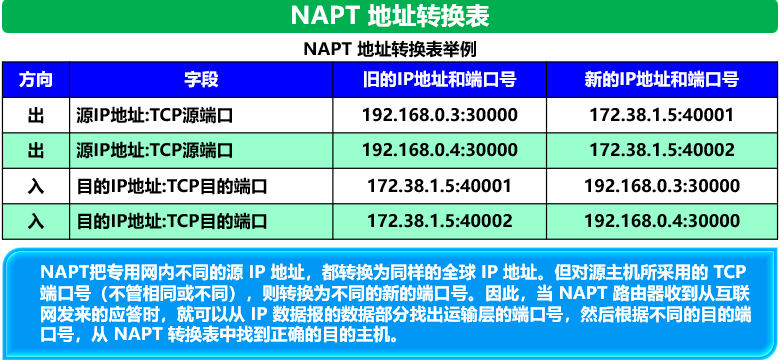 NAPT 地址转换表
NAPT 地址转换表举例
方向 字段 旧的IP地址和端口号 新的IP地址和端口号
出 源IP地址:TCP源端口 192.168.0.3:30000 172.38.1.5:40001
出 源IP地址:TCP源端口 192.168.0.4:30000 172.38.1.5:40002
入 目的IP地址:TCP目的端口 172.38.1.5:40001 192.168.0.3:30000
入 目的IP地址:TCP目的端口 172.38.1.5:40002 192.168.0.4:30000
NAPT把专用网内不同的源 IP 地址，都转换为同样的全球 IP 地址。但对源主机所采用的 TCP
端口号（不管相同或不同），则转换为不同的新的端口号。因此，当 NAPT 路由器收到从互联
网发来的应答时，就可以从 IP 数据报的数据部分找出运输层的端口号，然后根据不同的目的端
口号，从 NAPT 转换表中找到正确的目的主机。